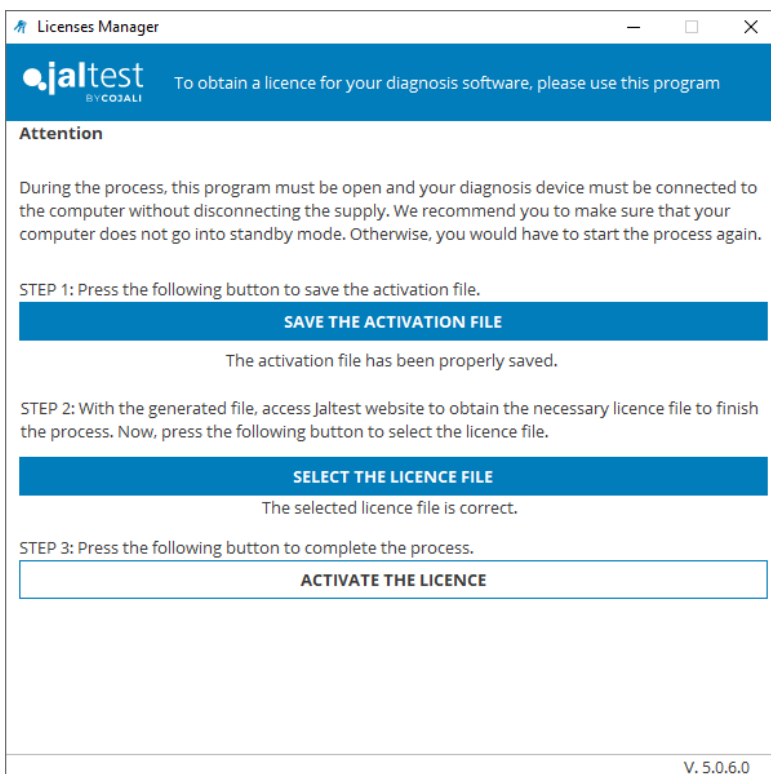 Licenses Manager
jaltest
BY COJALI
To obtain a licence for your diagnosis software, please use this program
Attention
During the process, this program must be open and your diagnosis device must be connected to
the computer without disconnecting the supply. We recommend you to make sure that your
computer does not go into standby mode. Otherwise, you would have to start the process again.
STEP 1: Press the following button to save the activation file.
SAVE THE ACTIVATION FILE
The activation file has been properly saved.
STEP 2: With the generated file, access Jaltest website to obtain the necessary licence file to finish
the process. Now, press the following button to select the licence file.
SELECT THE LICENCE FILE
The selected licence file is correct.
STEP 3: Press the following button to complete the process.
ACTIVATE THE LICENCE
V. 5.0.6.0